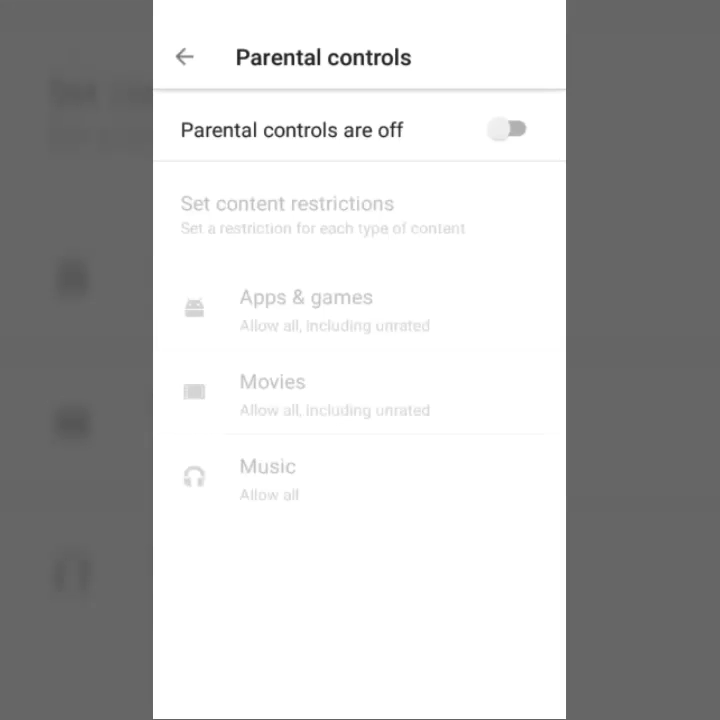 Parental controls
Parental controls are off
Set content restrictions
Set a restriction for each type of content
Apps & games
Allow all, including unrated
Movies
Allow all, including unrated
Music
Allow all